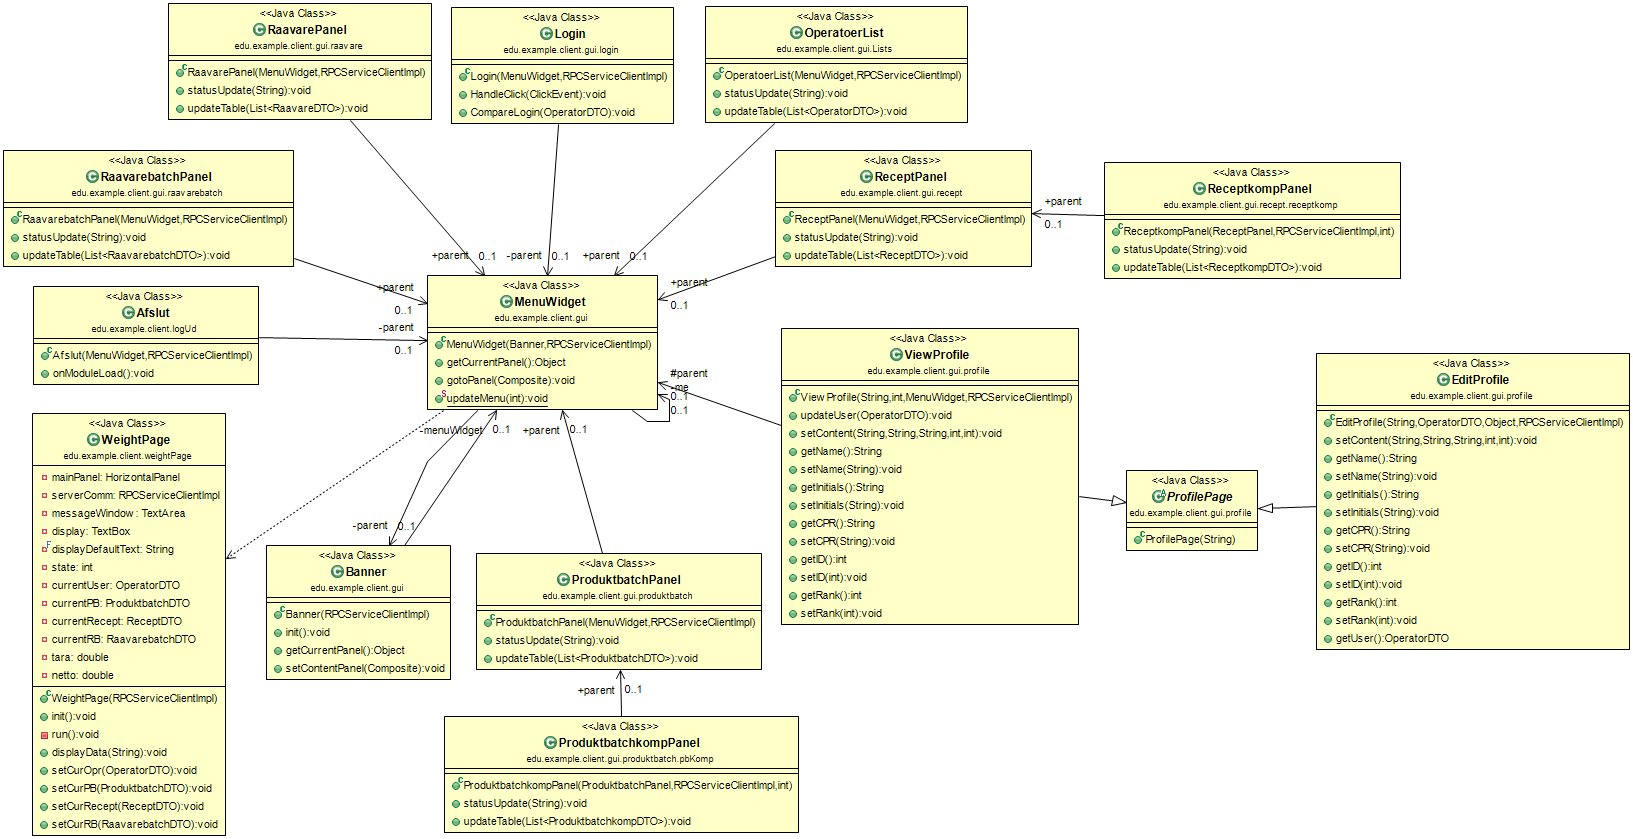 <<Java Class>>
RaavarePanel
edu.example.client.gui.raavare
RaavarePanel(MenuWidget,RPCServiceClientImpl)
statusUpdate(String):void
updateTable(List<RaavareDTO>):void
<<Java Class>>
Login
edu.example.client.gui.login
Login(MenuWidget,RPCServiceClientImpl)
HandleClick(ClickEvent):void
CompareLogin(OperatorDTO):void
<<Java Class>>
OperatoerList
edu.example.client.gui.Lists
OperatoerList(MenuWidget,RPCServiceClientImpl)
statusUpdate(String):void
updateTable(List<OperatorDTO>):void
<<Java Class>>
RaavarebatchPanel
edu.example.client.gui.raavarebatch
RaavarebatchPanel(MenuWidget,RPCServiceClientImpl)
statusUpdate(String):void
updateTable(List<RaavarebatchDTO>):void
<<Java Class>>
ReceptPanel
edu.example.client.gui.recept
ReceptPanel(MenuWidget,RPCServiceClientImpl)
statusUpdate(String):void
updateTable(List<ReceptDTO>):void
+parent
0..1
<<Java Class>>
ReceptkompPanel
edu.example.client.gui.recept.receptkomp
ReceptkompPanel(ReceptPanel,RPCServiceClientImpl,int)
statusUpdate(String):void
updateTable(List<ReceptkompDTO>):void
+parent 0..1
-parent 0..1
+parent 0..1
+parent
0..1
+parent
0..1
<<Java Class>>
Afslut
edu.example.client.logUd
Afslut(MenuWidget,RPCServiceClientImpl)
onModuleLoad():void
-parent
0..1
<<Java Class>>
MenuWidget
edu.example.client.gui
MenuWidget(Banner,RPCServiceClientImpl)
getCurrentPanel():Object
gotoPanel(Composite):void
updateMenu(int):void
#parent
-me
0..1
0..1
<<Java Class>>
ViewProfile
edu.example.client.gui.profile
View Profile(String,int,MenuWidget,RPCServiceClientImpl)
updateUser(OperatorDTO):void
setContent(String,String,String,int,int):void
getName():String
setName(String):void
getInitials():String
setInitials(String):void
getCPR():String
setCPR(String):void
getID():int
setID(int):void
getRank():int
setRank(int):void
<<Java Class>>
ProfilePage
edu.example.client.gui.profile
ProfilePage(String)
<<Java Class>>
EditProfile
edu.example.client.gui.profile
EditProfile(String,OperatorDTO,Object,RPCServiceClientImpl)
setContent(String,String,String,int,int):void
getName():String
setName(String):void
getInitials():String
setInitials(String):void
getCPR():String
setCPR(String):void
getID():int
setID(int):void
getRank():int
setRank(int):void
getUser():OperatorDTO
<<Java Class>>
WeightPage
edu.example.client.weightPage
mainPanel: HorizontalPanel
serverComm: RPCServiceClientImpl
messageWindow : TextArea
display: TextBox
displayDefaultText: String
state: int
currentUser: OperatorDTO
currentPB: ProduktbatchDTO
currentRecept: ReceptDTO
currentRB: RaavarebatchDTO
tara: double
netto: double
WeightPage(RPCServiceClientImpl)
init():void
run():void
displayData(String):void
setCurOpr(OperatorDTO):void
setCurPB(ProduktbatchDTO):void
setCurRecept(ReceptDTO):void
setCurRB(RaavarebatchDTO):void
-menuWidget 0..1
+parent 0..1
-parent 0..1
<<Java Class>>
Banner
edu.example.client.gui
Banner(RPCServiceClientImpl)
init():void
getCurrentPanel():Object
setContentPanel(Composite):void
<<Java Class>>
ProduktbatchPanel
edu.example.client.gui.produktbatch
ProduktbatchPanel(MenuWidget,RPCServiceClientImpl)
statusUpdate(String):void
updateTable(List<ProduktbatchDTO>):void
+parent 0..1
<<Java Class>>
ProduktbatchkompPanel
edu.example.client.gui.produktbatch.pbKomp
ProduktbatchkompPanel(ProduktbatchPanel,RPCServiceClientImpl,int)
statusUpdate(String):void
updateTable(List<ProduktbatchkompDTO>):void